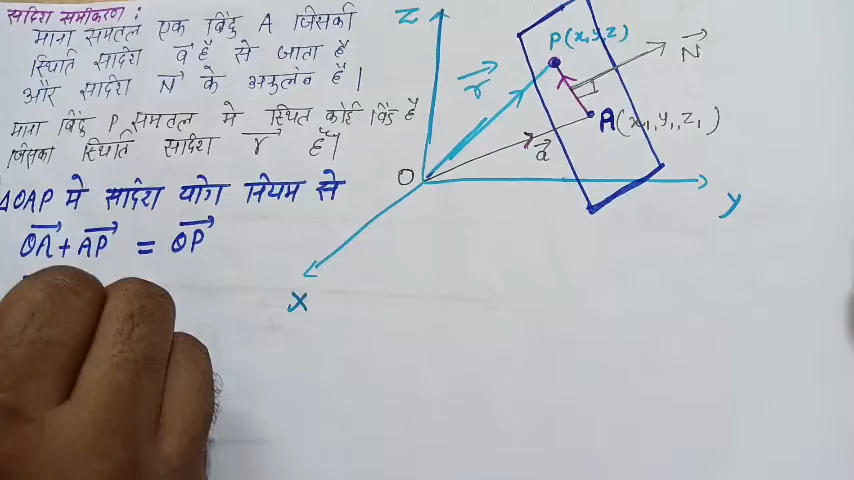 सदिश समीकरण:
माना समतल एक बिंदु A जिसका
स्थिति सदिश a⃗ है से जाता है
और सदिश N⃗ के अनुलंब है।
माना बिंदु P समतल में स्थित कोई बिंदु है
जिसका स्थिति सदिश r⃗ है।
ΔOAP में सदिश योग नियम से
OA⃗ + AP⃗ = OP⃗
Z
P(x,y,z)
N⃗
r⃗
A(x₁,y₁,z₁)
a⃗
O
y
X